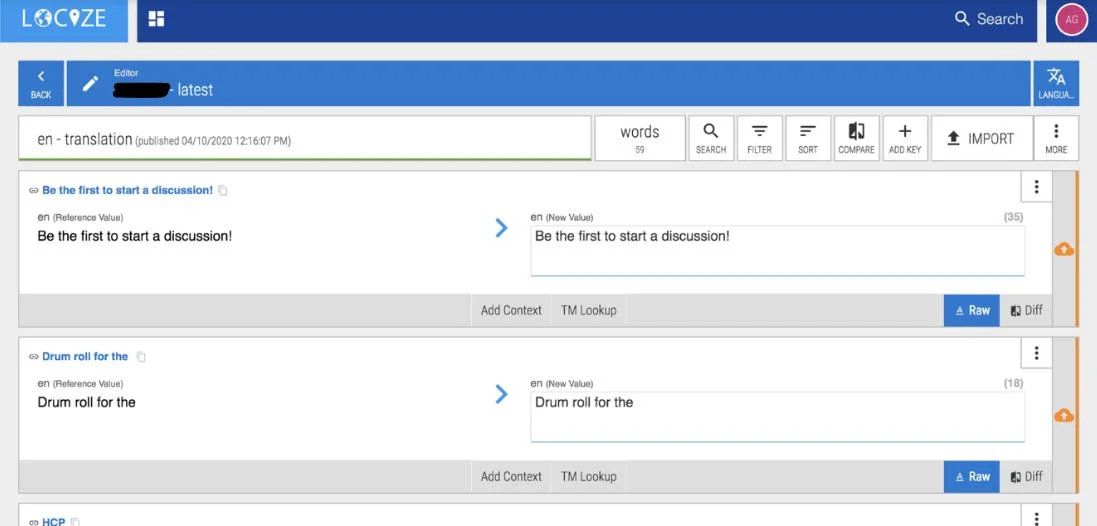 LOCIZE
Search
AG
BACK
Editor
- latest
LANGUA...
en - translation (published 04/10/2020 12:16:07 PM)
words
59
SEARCH
FILTER
SORT
COMPARE
ADD KEY
IMPORT
MORE
Be the first to start a discussion!
en (Reference Value)
Be the first to start a discussion!
en (New Value)
(35)
Be the first to start a discussion!
Add Context
TM Lookup
A Raw
Diff
Drum roll for the
en (Reference Value)
Drum roll for the
en (New Value)
(18)
Drum roll for the
Add Context
TM Lookup
A Raw
Diff
HCP